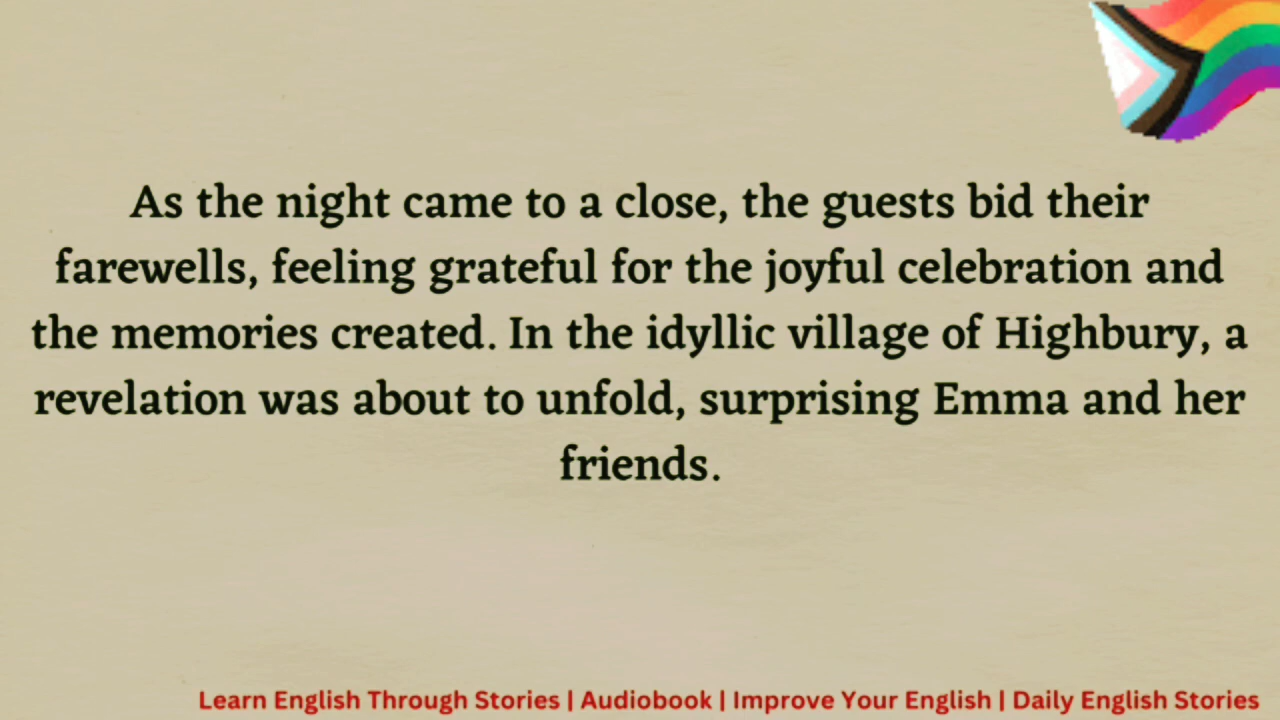 As the night came to a close, the guests bid their
farewells, feeling grateful for the joyful celebration and
the memories created. In the idyllic village of Highbury, a
revelation was about to unfold, surprising Emma and her
friends.
Learn English Through Stories | Audiobook | Improve Your English | Daily English Stories